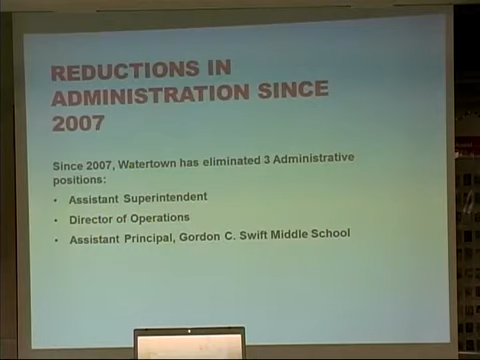 REDUCTIONS IN
ADMINISTRATION SINCE
2007
Since 2007, Watertown has eliminated 3 Administrative
positions:
• Assistant Superintendent
• Director of Operations
• Assistant Principal, Gordon C. Swift Middle School